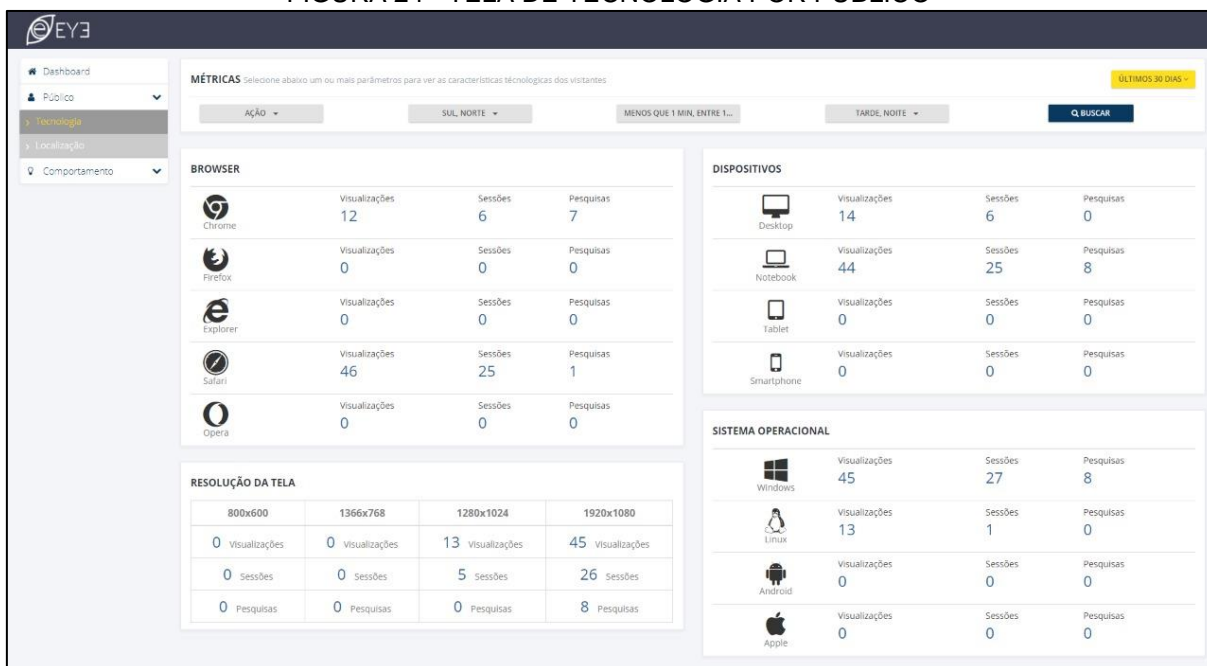 FIGURA 24 - TELA DE TECNOLOGIA POR PÚBLICO
EYƎ
Dashboard
Público
Tecnologia
Localização
Comportamento
MÉTRICAS Selecione abaixo um ou mais parâmetros para ver as características técnologicas dos visitantes
ÚLTIMOS 30 DIAS
AÇÃO SUL, NORTE MENOS QUE 1 MIN, ENTRE 1... TARDE, NOITE BUSCAR
BROWSER
Visualizações Sessões Pesquisas
12 6 7
Chrome
Visualizações Sessões Pesquisas
0 0 0
Firefox
Visualizações Sessões Pesquisas
0 0 0
Explorer
Visualizações Sessões Pesquisas
46 25 1
Safari
Visualizações Sessões Pesquisas
0 0 0
Opera
RESOLUÇÃO DA TELA
800x600 1366x768 1280x1024 1920x1080
0 Visualizações 0 Visualizações 13 Visualizações 45 Visualizações
0 Sessões 0 Sessões 5 Sessões 26 Sessões
0 Pesquisas 0 Pesquisas 0 Pesquisas 8 Pesquisas
DISPOSITIVOS
Visualizações Sessões Pesquisas
14 6 0
Desktop
Visualizações Sessões Pesquisas
44 25 8
Notebook
Visualizações Sessões Pesquisas
0 0 0
Tablet
Visualizações Sessões Pesquisas
0 0 0
Smartphone
SISTEMA OPERACIONAL
Visualizações Sessões Pesquisas
45 27 8
Windows
Visualizações Sessões Pesquisas
13 1 0
Linux
Visualizações Sessões Pesquisas
0 0 0
Android
Visualizações Sessões Pesquisas
0 0 0
Apple